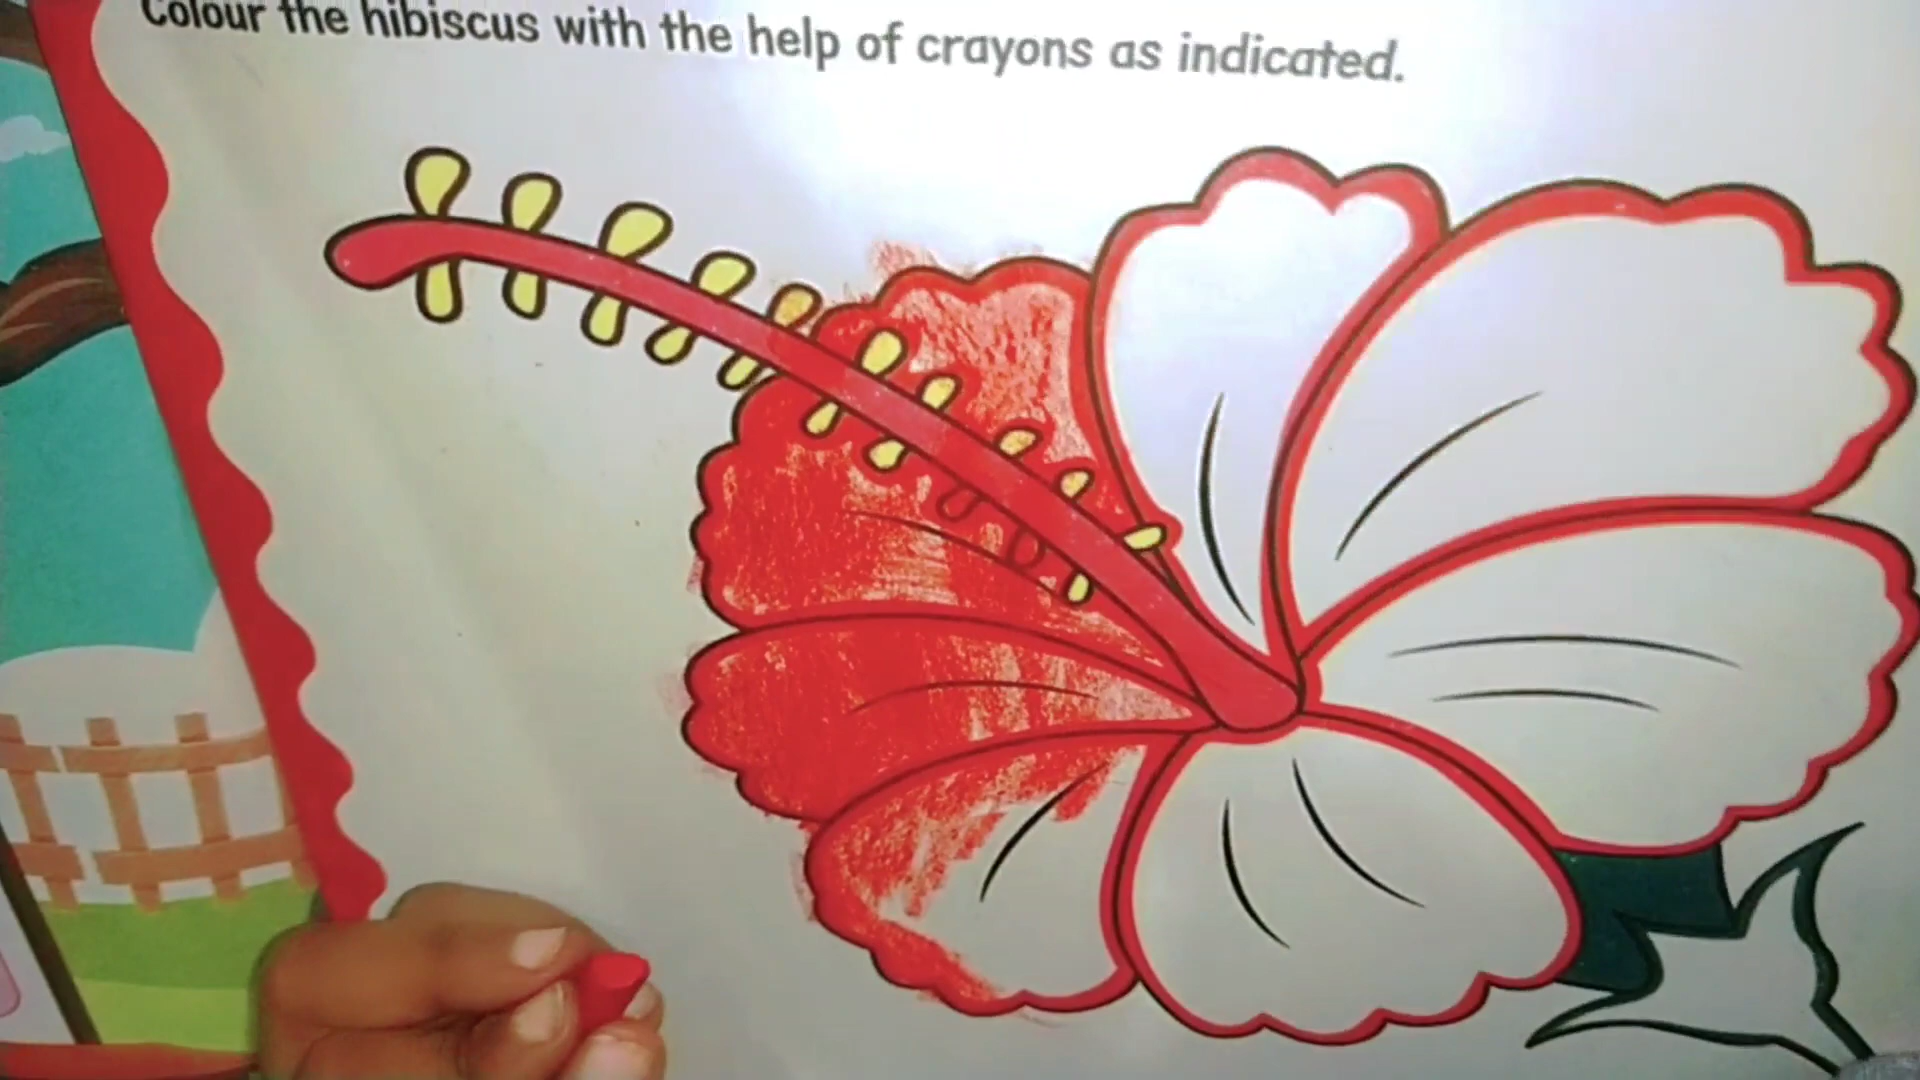 Colour the hibiscus with the help of crayons as indicated.